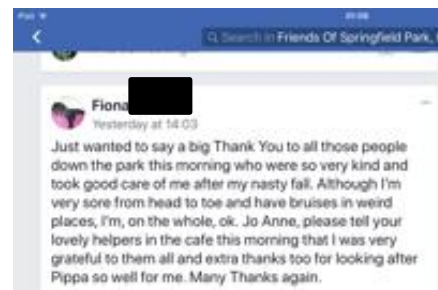 Search in Friends Of Springfield Park,
Fiona
Yesterday at 14:03
Just wanted to say a big Thank You to all those people
down the park this morning who were so very kind and
took good care of me after my nasty fall. Although I'm
very sore from head to toe and have bruises in weird
places, I'm, on the whole, ok. Jo Anne, please tell your
lovely helpers in the cafe this morning that I was very
grateful to them all and extra thanks too for looking after
Pippa so well for me. Many Thanks again.